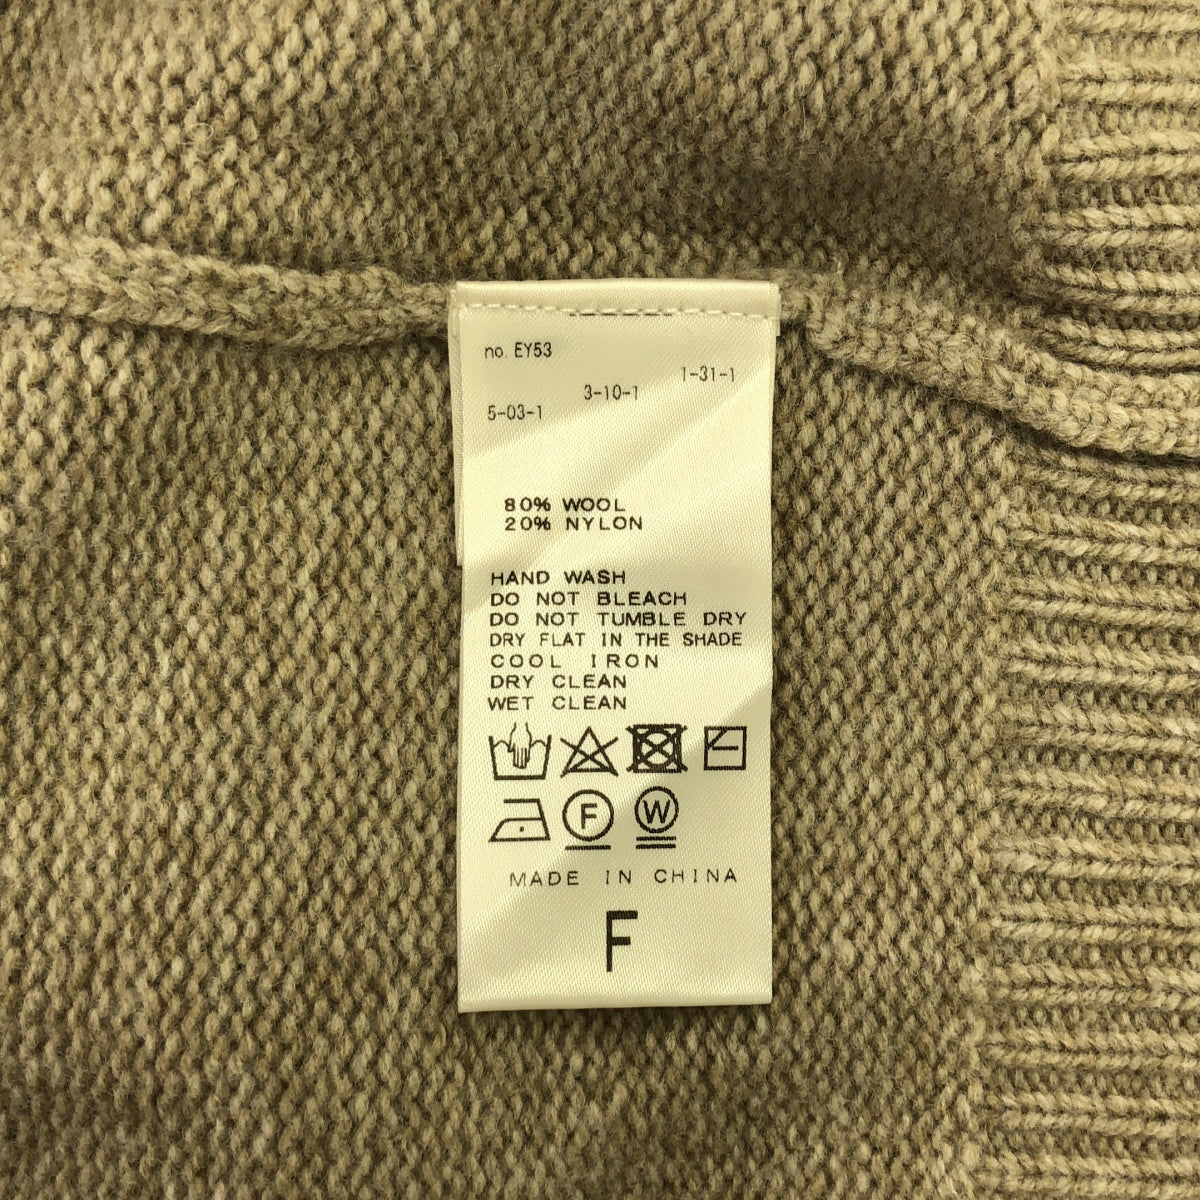 no. EY53
1-31-1
3-10-1
5-03-1
80% WOOL
20% NYLON
HAND WASH
DO NOT BLEACH
DO NOT TUMBLE DRY
DRY FLAT IN THE SHADE
COOL IRON
DRY CLEAN
WET CLEAN
F W
MADE IN CHINA
F